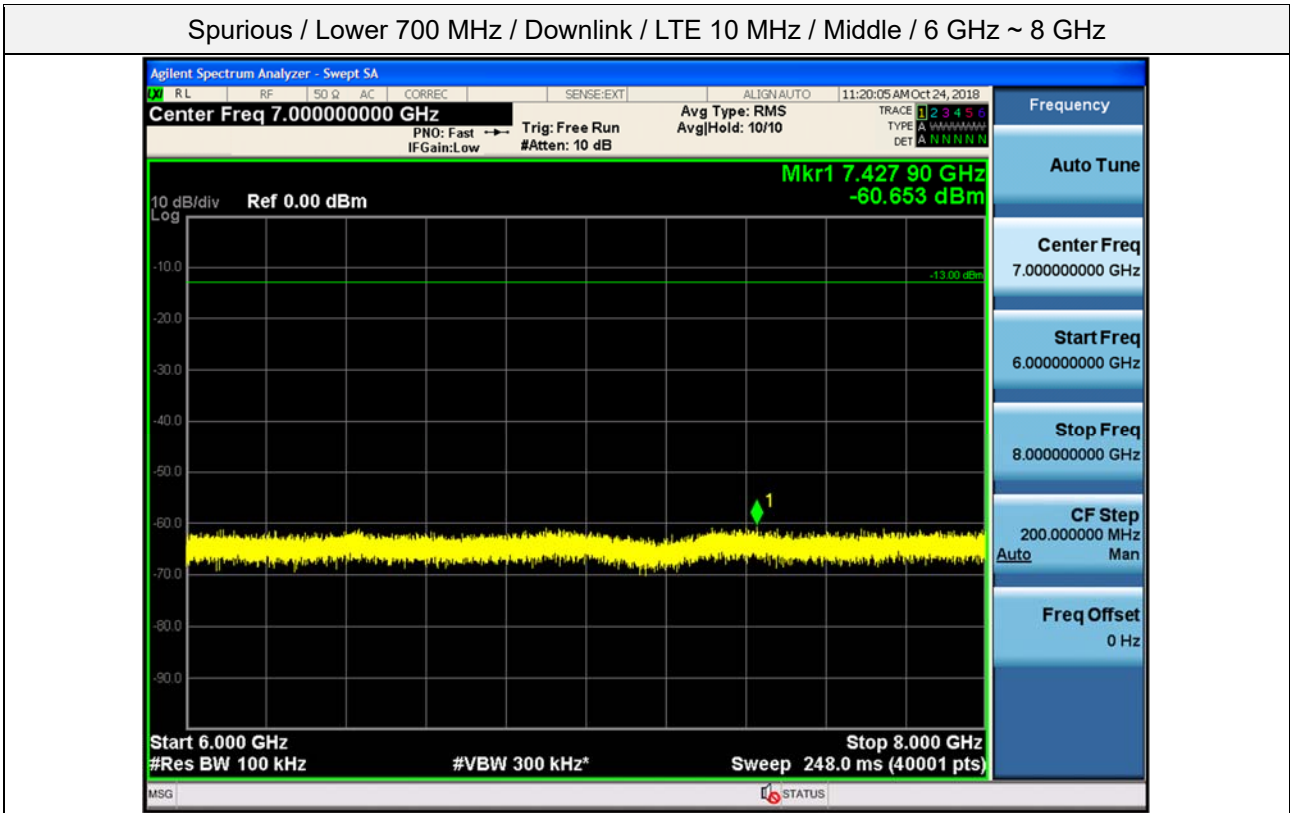 Spurious / Lower 700 MHz / Downlink / LTE 10 MHz / Middle / 6 GHz ~ 8 GHz
Agilent Spectrum Analyzer - Swept SA
LXI RL RF 50 Ω AC CORREC SENSE:EXT ALIGNAUTO 11:20:05 AM Oct 24, 2018
Center Freq 7.000000000 GHz
PNO: Fast
IFGain:Low
Trig: Free Run
#Atten: 10 dB
Avg Type: RMS
Avg|Hold: 10/10
TRACE 1 2 3 4 5 6
TYPE A WWWWW
DET A N N N N N
Mkr1 7.427 90 GHz
-60.653 dBm
10 dB/div Ref 0.00 dBm
Log
-10.0
-13.00 dBm
-20.0
-30.0
-40.0
-50.0
1
-60.0
-70.0
-80.0
-90.0
Start 6.000 GHz Stop 8.000 GHz
#Res BW 100 kHz #VBW 300 kHz* Sweep 248.0 ms (40001 pts)
MSG STATUS
Frequency
Auto Tune
Center Freq
7.000000000 GHz
Start Freq
6.000000000 GHz
Stop Freq
8.000000000 GHz
CF Step
200.000000 MHz
Auto Man
Freq Offset
0 Hz